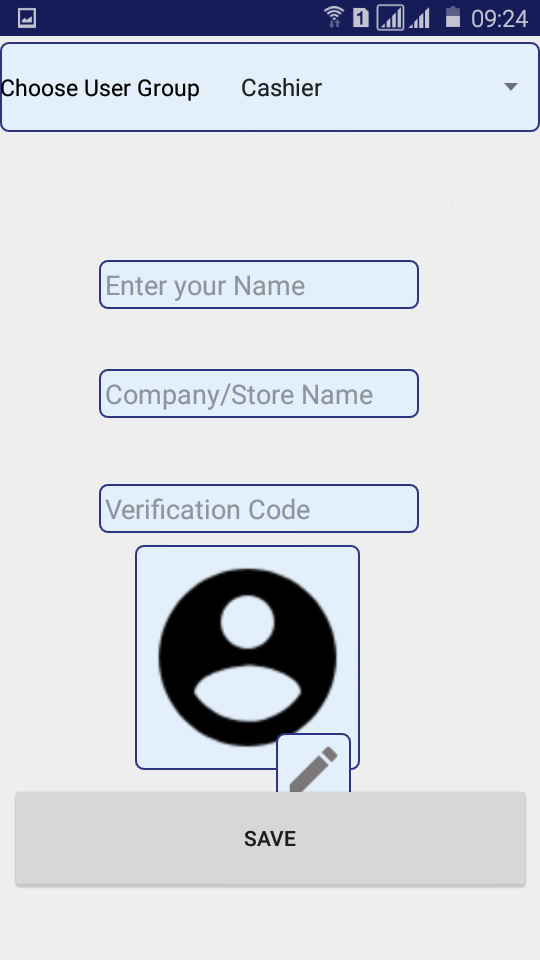 1 09:24
Choose User Group Cashier
Select User Group To Register from the
dropdown list Above
Enter your Name
Company/Store Name
Verification Code
SAVE